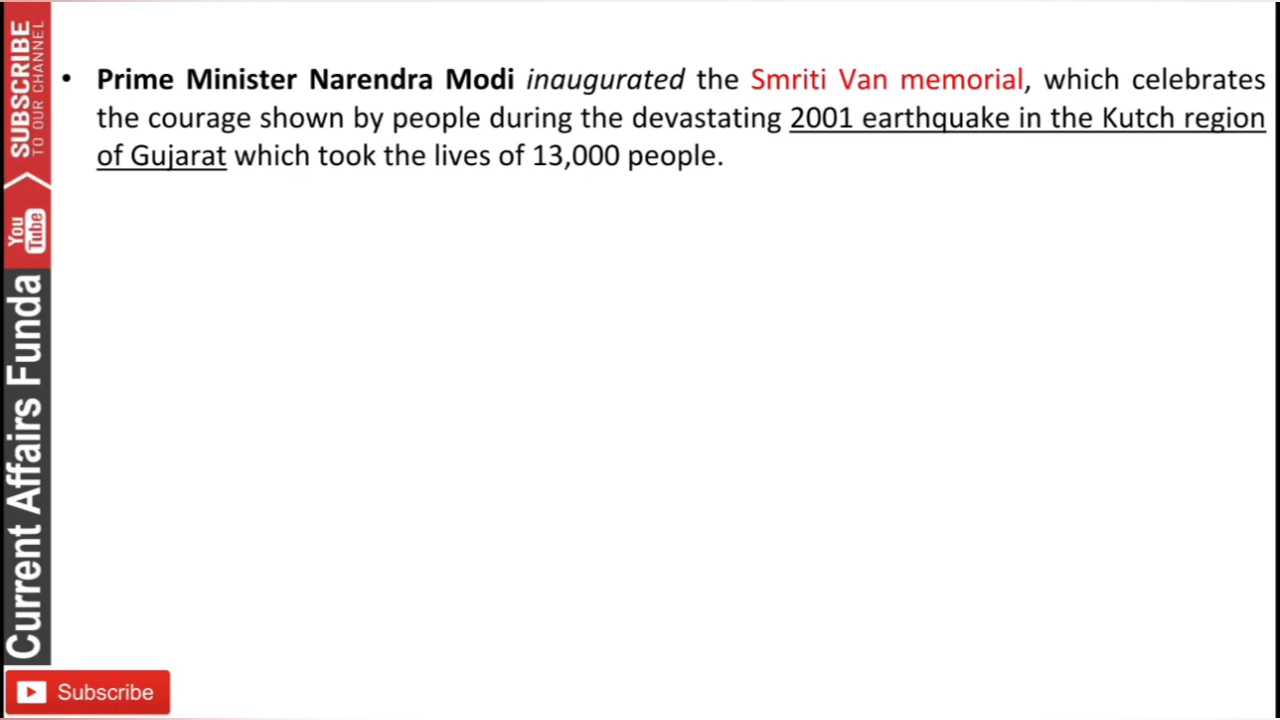 • Prime Minister Narendra Modi inaugurated the Smriti Van memorial, which celebrates
the courage shown by people during the devastating 2001 earthquake in the Kutch region
of Gujarat which took the lives of 13,000 people.
SUBSCRIBE
TO OUR CHANNEL
You
Tube
Current Affairs Funda
Subscribe